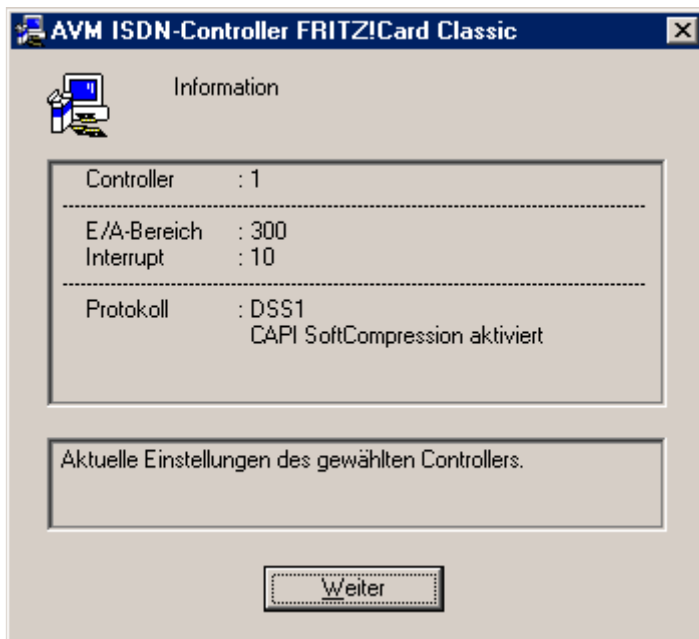 AVM ISDN-Controller FRITZ!Card Classic
Information
Controller : 1
E/A-Bereich : 300
Interrupt : 10
Protokoll : DSS1
CAPI SoftCompression aktiviert
Aktuelle Einstellungen des gewählten Controllers.
Weiter